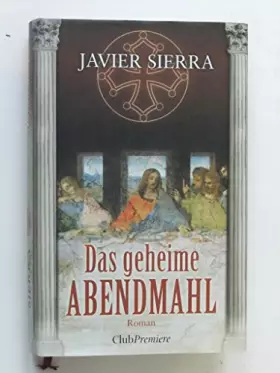 JAVIER SIERRA
Das geheime
ABENDMAHL
Roman
ClubPremiere